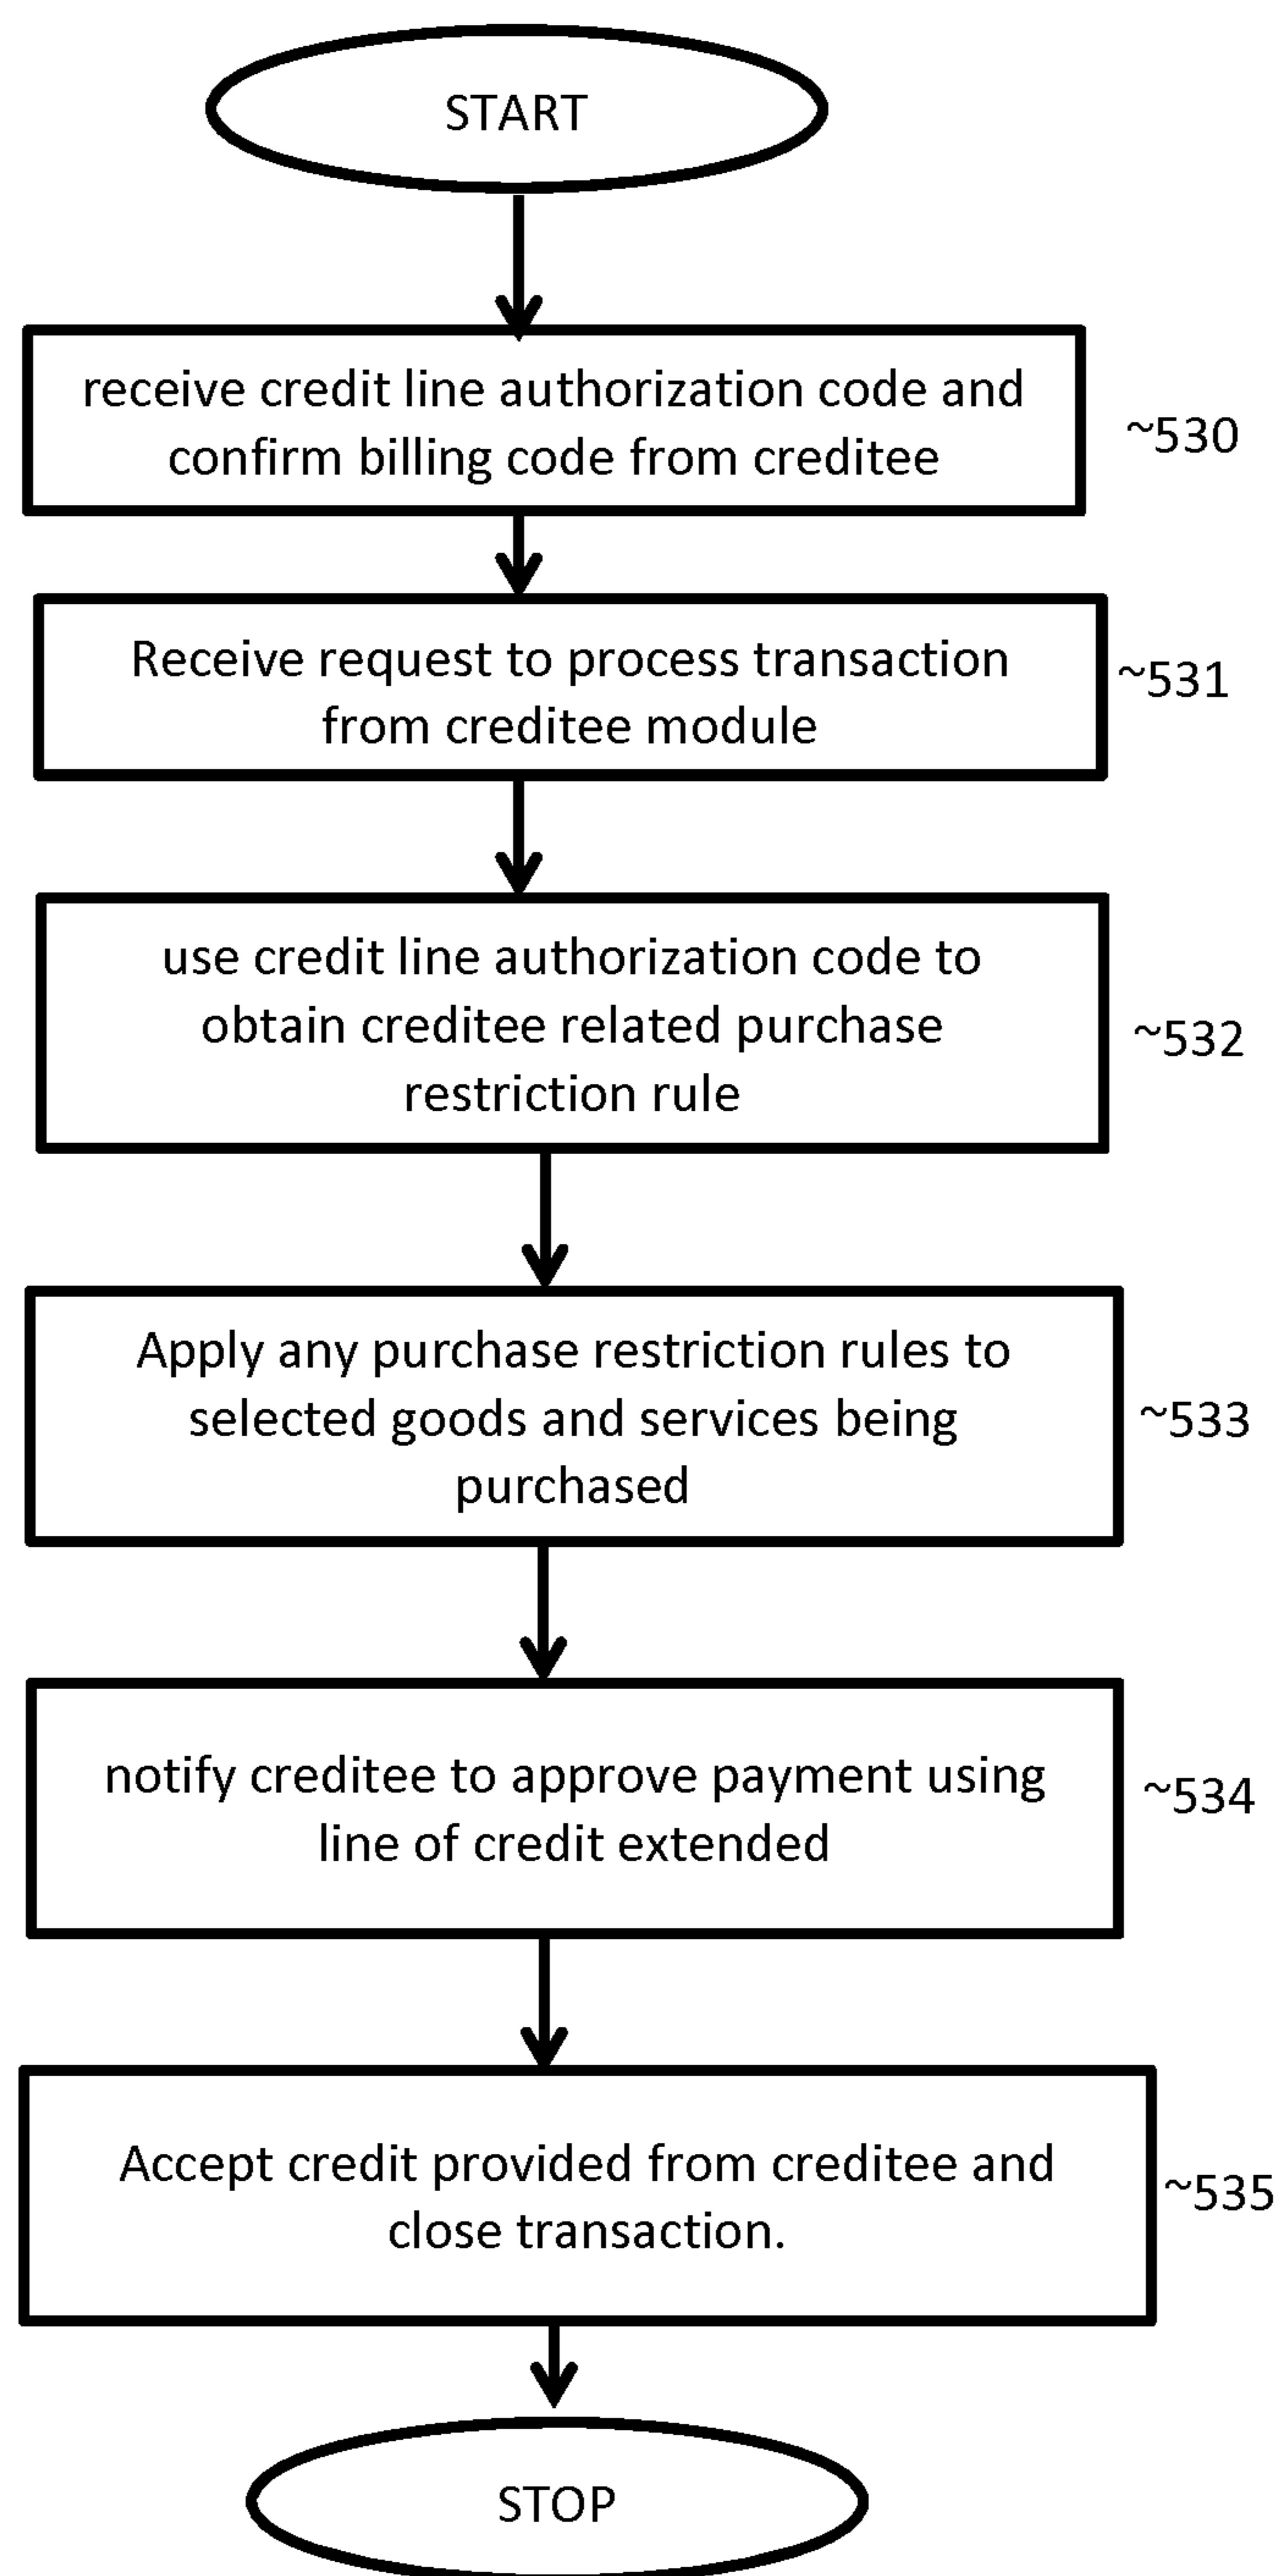 START
receive credit line authorization code and
confirm billing code from creditee
~530
Receive request to process transaction
from creditee module
~531
use credit line authorization code to
obtain creditee related purchase
restriction rule
~532
Apply any purchase restriction rules to
selected goods and services being
purchased
~533
notify creditee to approve payment using
line of credit extended
~534
Accept credit provided from creditee and
close transaction.
~535
STOP